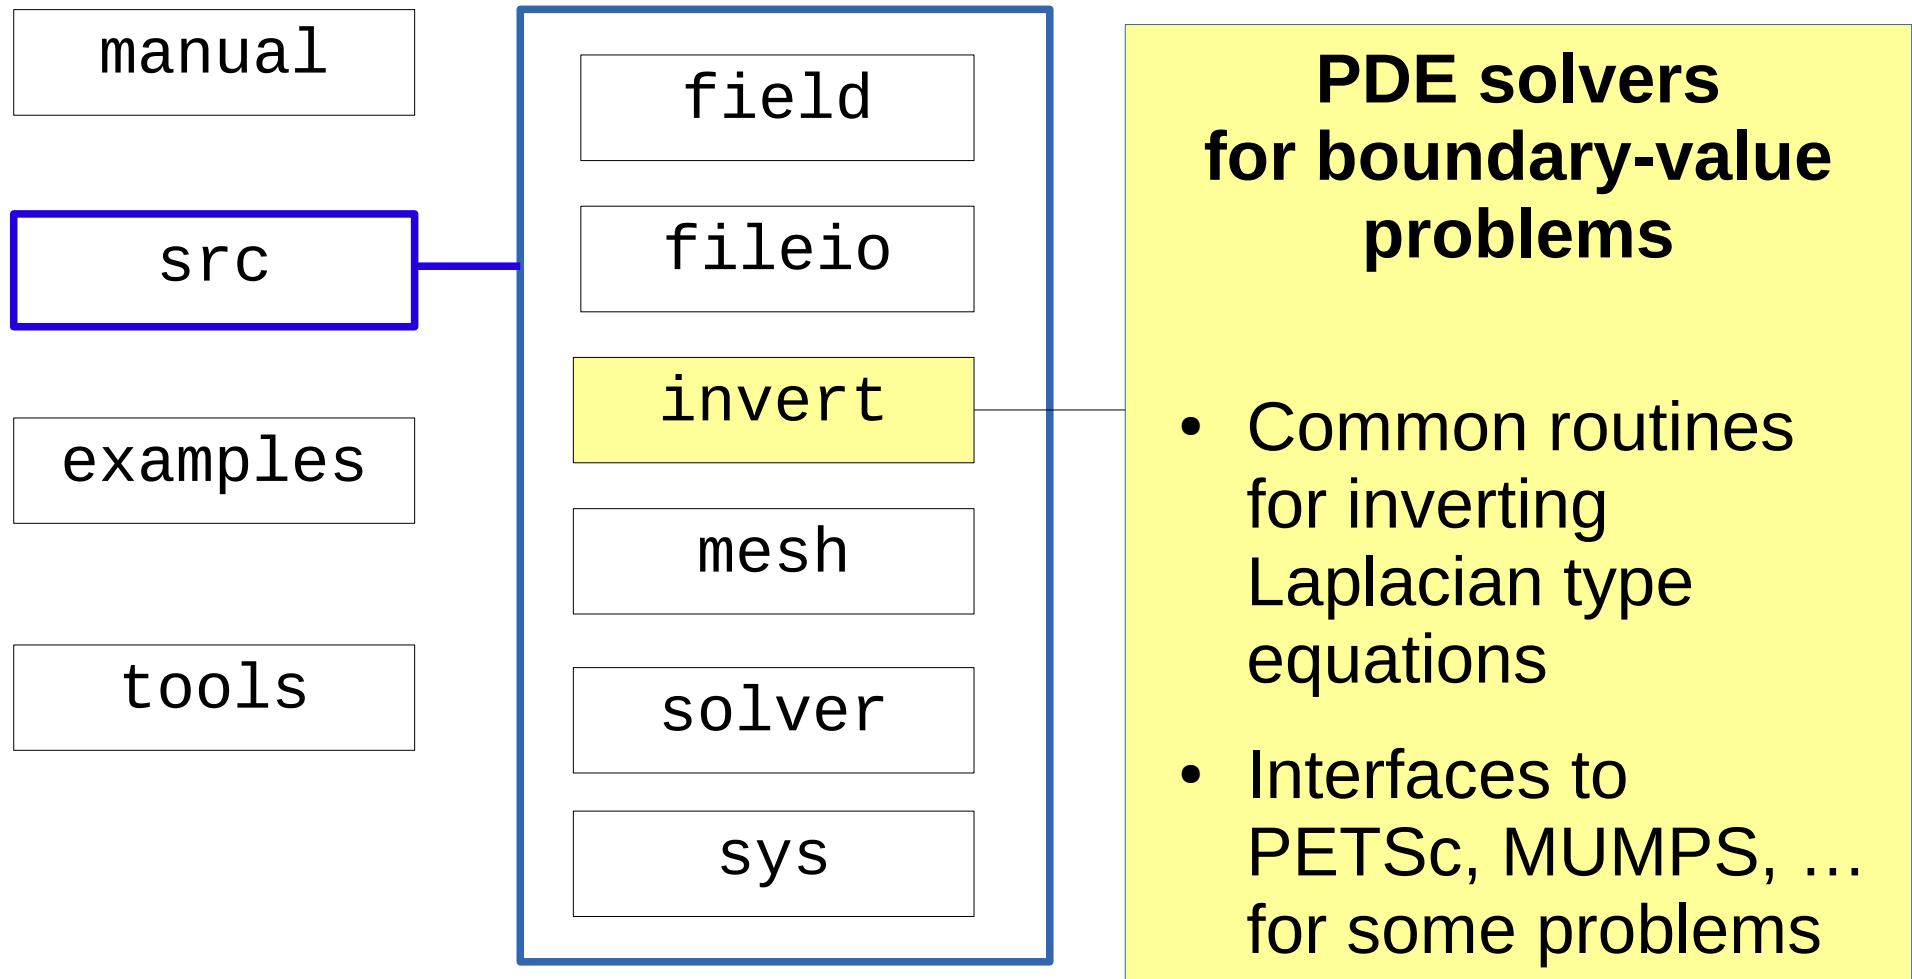 manual
src
examples
tools
field
fileio
invert
mesh
solver
sys
PDE solvers
for boundary-value
problems
• Common routines
for inverting
Laplacian type
equations
• Interfaces to
PETSc, MUMPS, …
for some problems